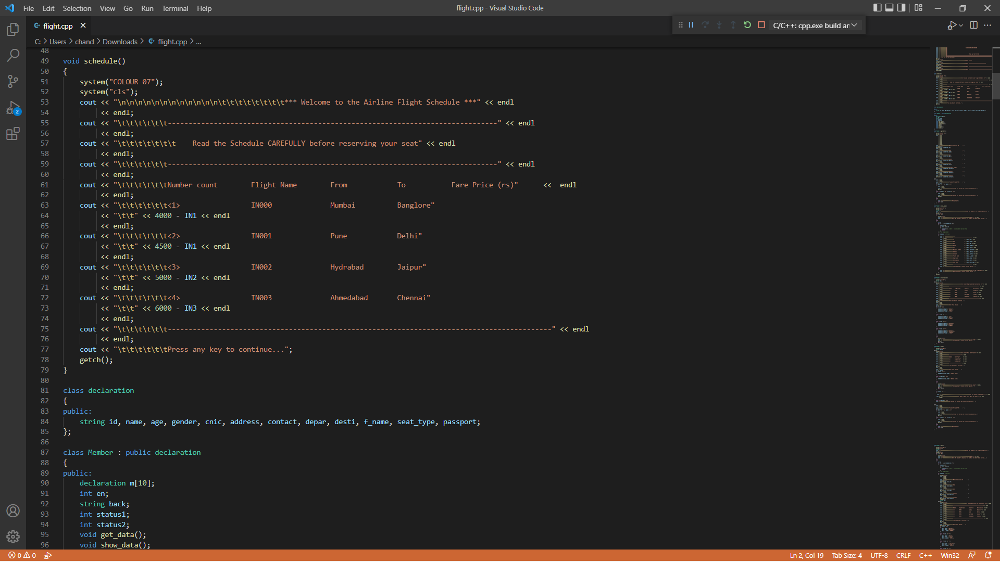 File Edit Selection View Go Run Terminal Help
flight.cpp - Visual Studio Code
flight.cpp
C/C++: cpp.exe build ar
C: > Users > chand > Downloads > flight.cpp > ...
48
49 void schedule()
50 {
51 system("COLOUR 07");
52 system("cls");
53 cout << "\n\n\n\n\n\n\n\n\n\n\n\n\t\t\t\t\t\t\t\t*** Welcome to the Airline Flight Schedule ***" << endl
54 << endl;
55 cout << "\t\t\t\t\t\t-------------------------------------------------------------------------------" << endl
56 << endl;
57 cout << "\t\t\t\t\t\t\t    Read the Schedule CAREFULLY before reserving your seat" << endl
58 << endl;
59 cout << "\t\t\t\t\t\t-------------------------------------------------------------------------------" << endl
60 << endl;
61 cout << "\t\t\t\t\t\tNumber count        Flight Name        From            To           Fare Price (rs)"      <<  endl
62 << endl;
63 cout << "\t\t\t\t\t\t<1>                 IN000              Mumbai          Banglore"
64 << "\t\t" << 4000 - IN1 << endl
65 << endl;
66 cout << "\t\t\t\t\t\t<2>                 IN001              Pune            Delhi"
67 << "\t\t" << 4500 - IN1 << endl
68 << endl;
69 cout << "\t\t\t\t\t\t<3>                 IN002              Hydrabad        Jaipur"
70 << "\t\t" << 5000 - IN2 << endl
71 << endl;
72 cout << "\t\t\t\t\t\t<4>                 IN003              Ahmedabad       Chennai"
73 << "\t\t" << 6000 - IN3 << endl
74 << endl;
75 cout << "\t\t\t\t\t\t--------------------------------------------------------------------------------------------" << endl
76 << endl;
77 cout << "\t\t\t\t\t\tPress any key to continue...";
78 getch();
79 }
80
81 class declaration
82 {
83 public:
84 string id, name, age, gender, cnic, address, contact, depar, desti, f_name, seat_type, passport;
85 };
86
87 class Member : public declaration
88 {
89 public:
90 declaration m[10];
91 int en;
92 string back;
93 int status1;
94 int status2;
95 void get_data();
96 void show_data();
2
0 0
Ln 2, Col 19 Tab Size: 4 UTF-8 CRLF C++ Win32